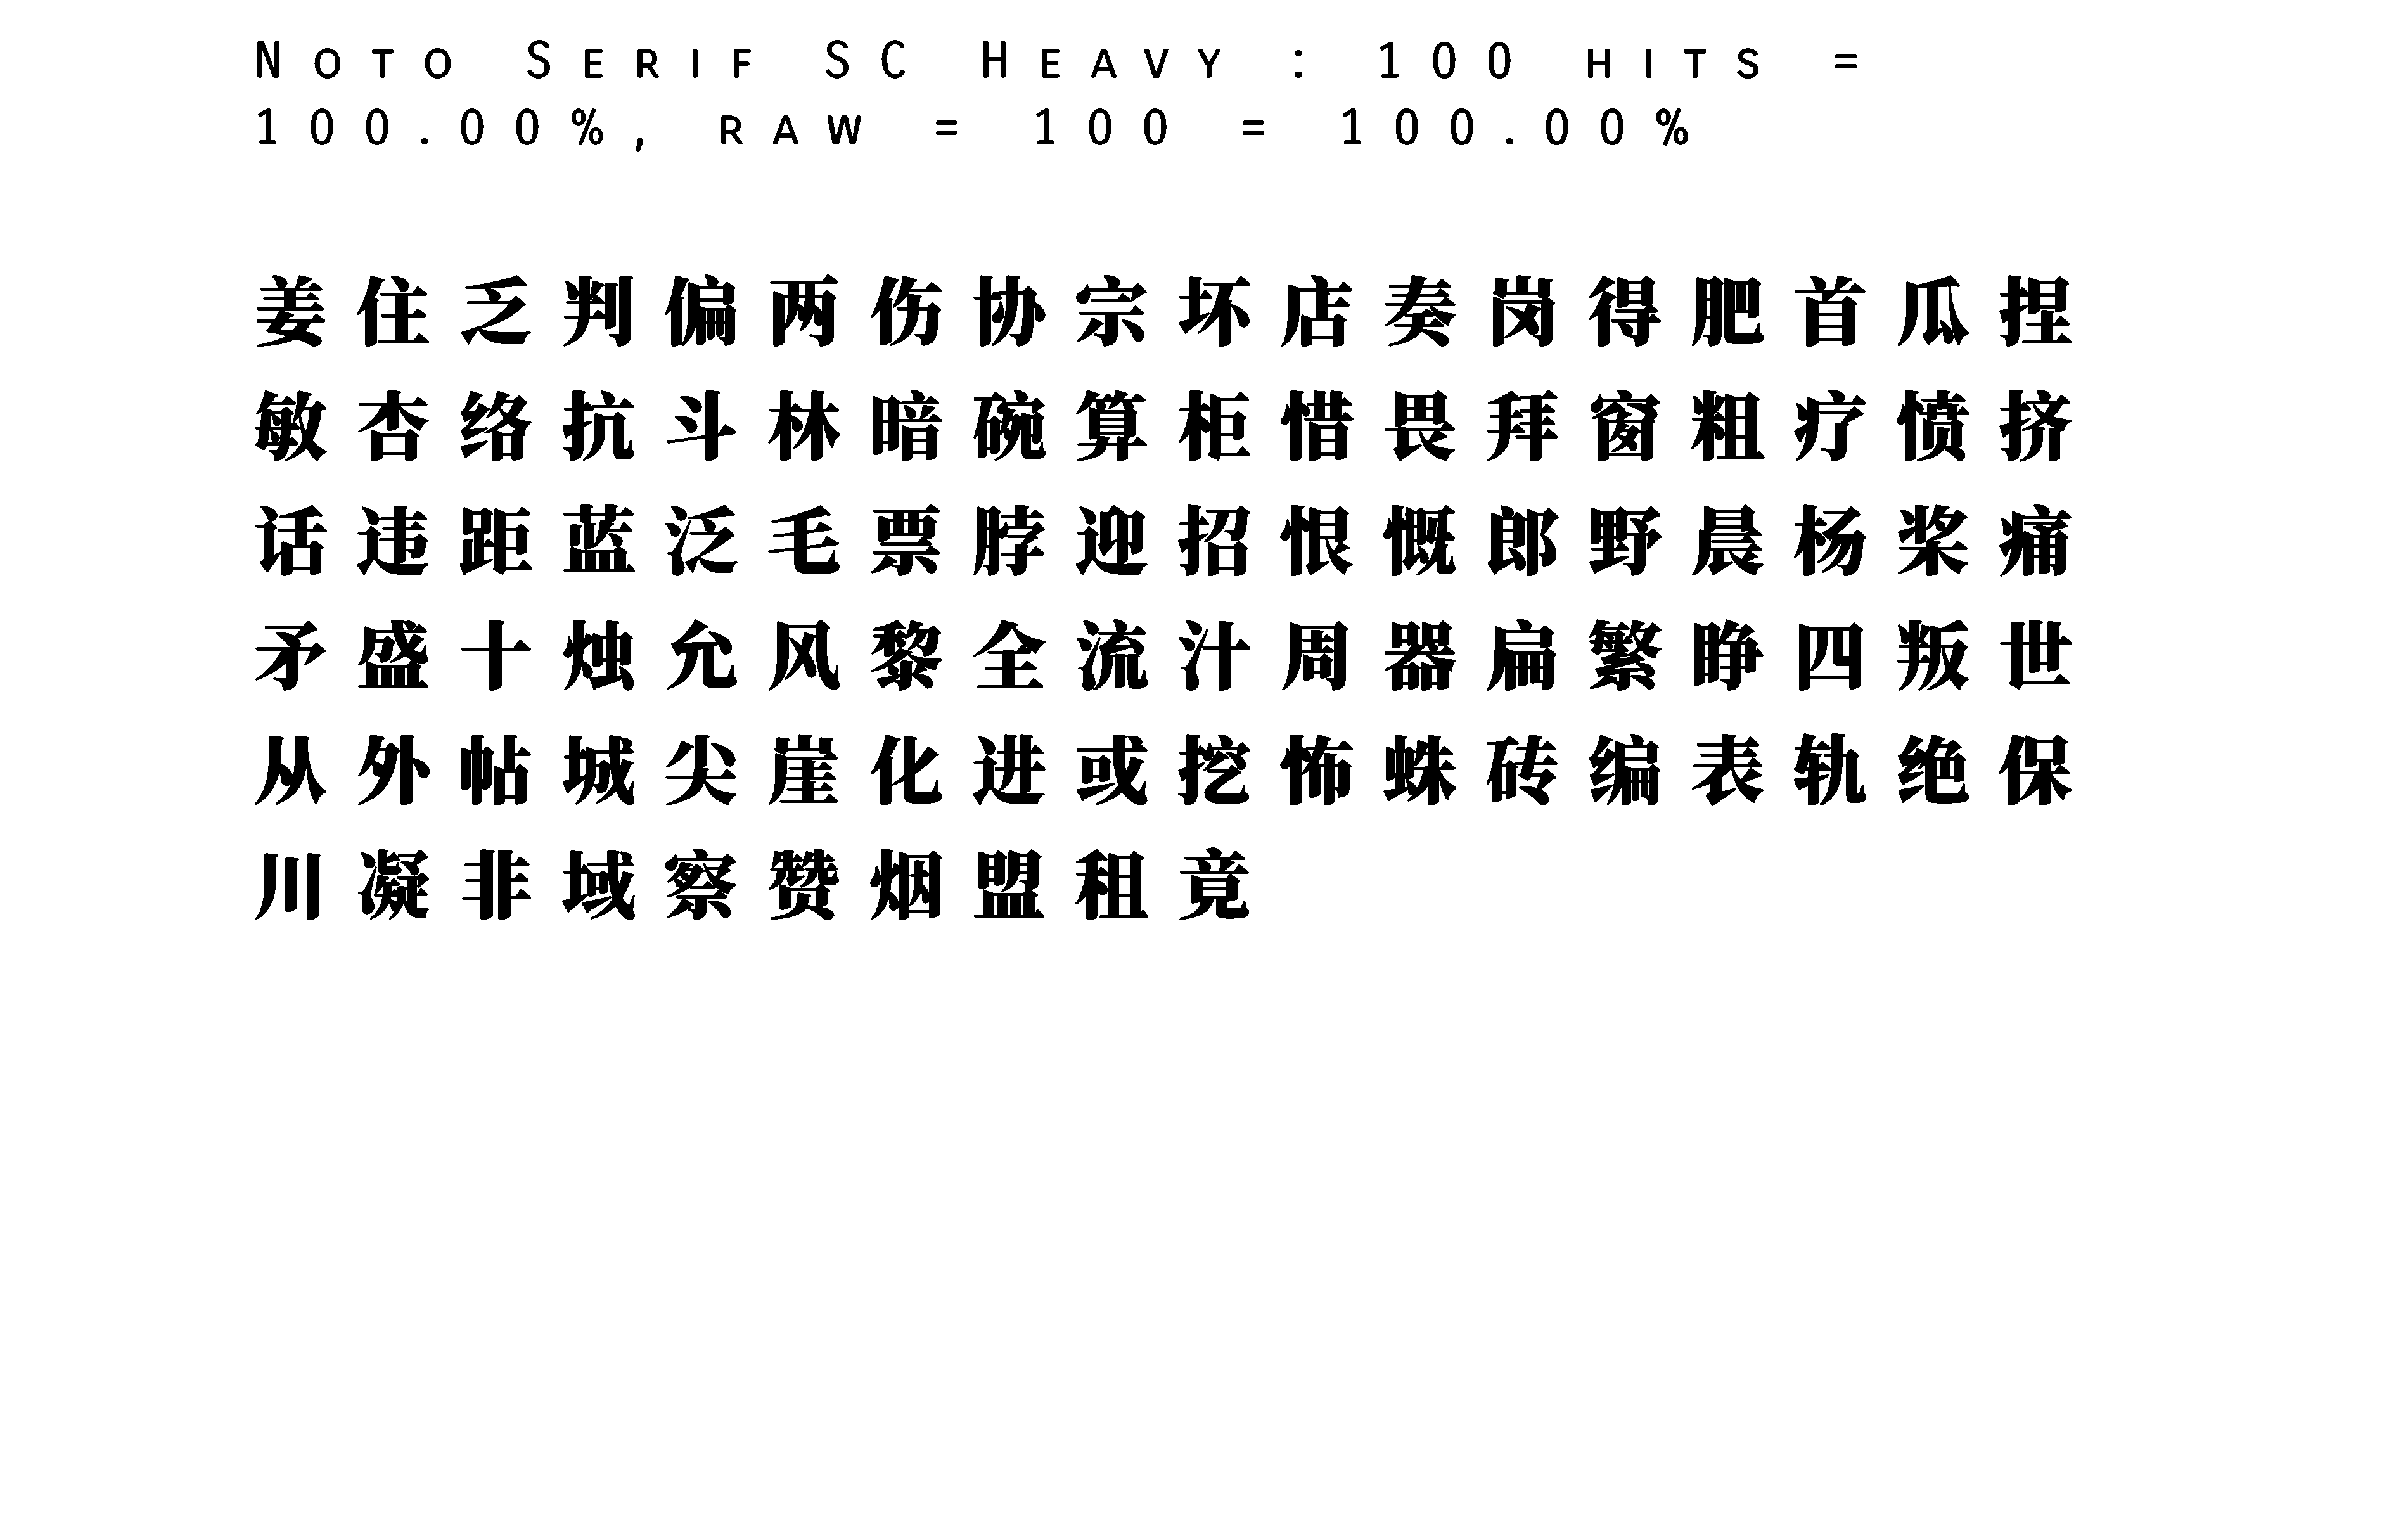 Noto Serif SC Heavy : 100 hits =
100.00%, raw = 100 = 100.00%
姜住乏判偏两伤协宗坏店奏岗得肥首瓜捏
敏杏络抗斗林暗碗算柜惜畏拜窗粗疗愤挤
话违距蓝泛毛票脖迎招恨慨郎野晨杨桨痛
矛盛十烛允风黎全流汁周器扁繁睁四叛世
从外帖城尖崖化进或挖怖蛛砖编表轨绝保
川凝非域察赞烟盟租竟